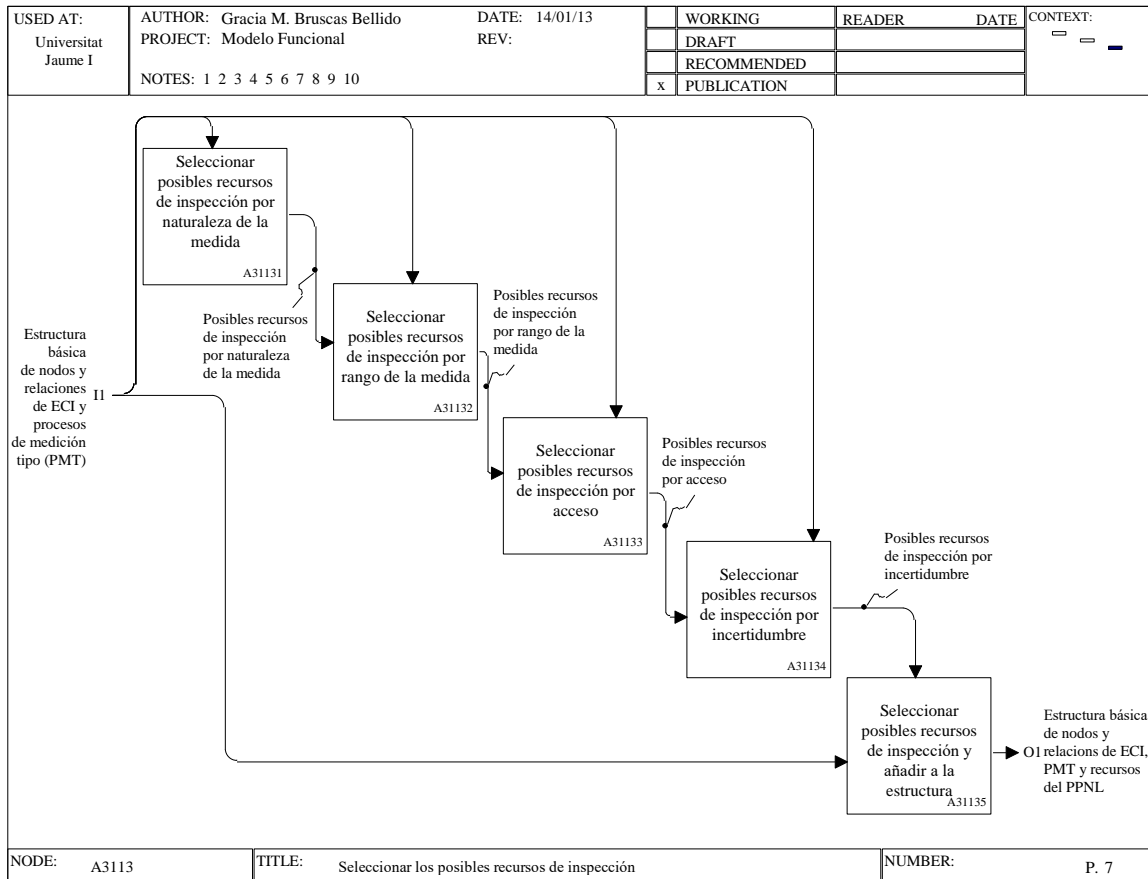 USED AT:
Universitat
Jaume I
AUTHOR: Gracia M. Bruscas Bellido
DATE: 14/01/13
PROJECT: Modelo Funcional
REV:
NOTES: 1 2 3 4 5 6 7 8 9 10
WORKING
DRAFT
RECOMMENDED
x PUBLICATION
READER DATE
CONTEXT:
Seleccionar
posibles recursos
de inspección por
naturaleza de la
medida
A31131
Posibles recursos
de inspección
por naturaleza
de la medida
Seleccionar
posibles recursos
de inspección por
rango de la medida
A31132
Posibles recursos
de inspección
por rango de la
medida
Estructura
básica
de nodos y
relaciones
de ECI y
procesos
de medición
tipo (PMT)
I1
Seleccionar
posibles recursos
de inspección por
acceso
A31133
Posibles recursos
de inspección
por acceso
Seleccionar
posibles recursos
de inspección por
incertidumbre
A31134
Posibles recursos
de inspección por
incertidumbre
Seleccionar
posibles recursos
de inspección y
añadir a la
estructura
A31135
O1
Estructura básica
de nodos y
relacions de ECI,
PMT y recursos
del PPNL
NODE: A3113
TITLE: Seleccionar los posibles recursos de inspección
NUMBER: P. 7